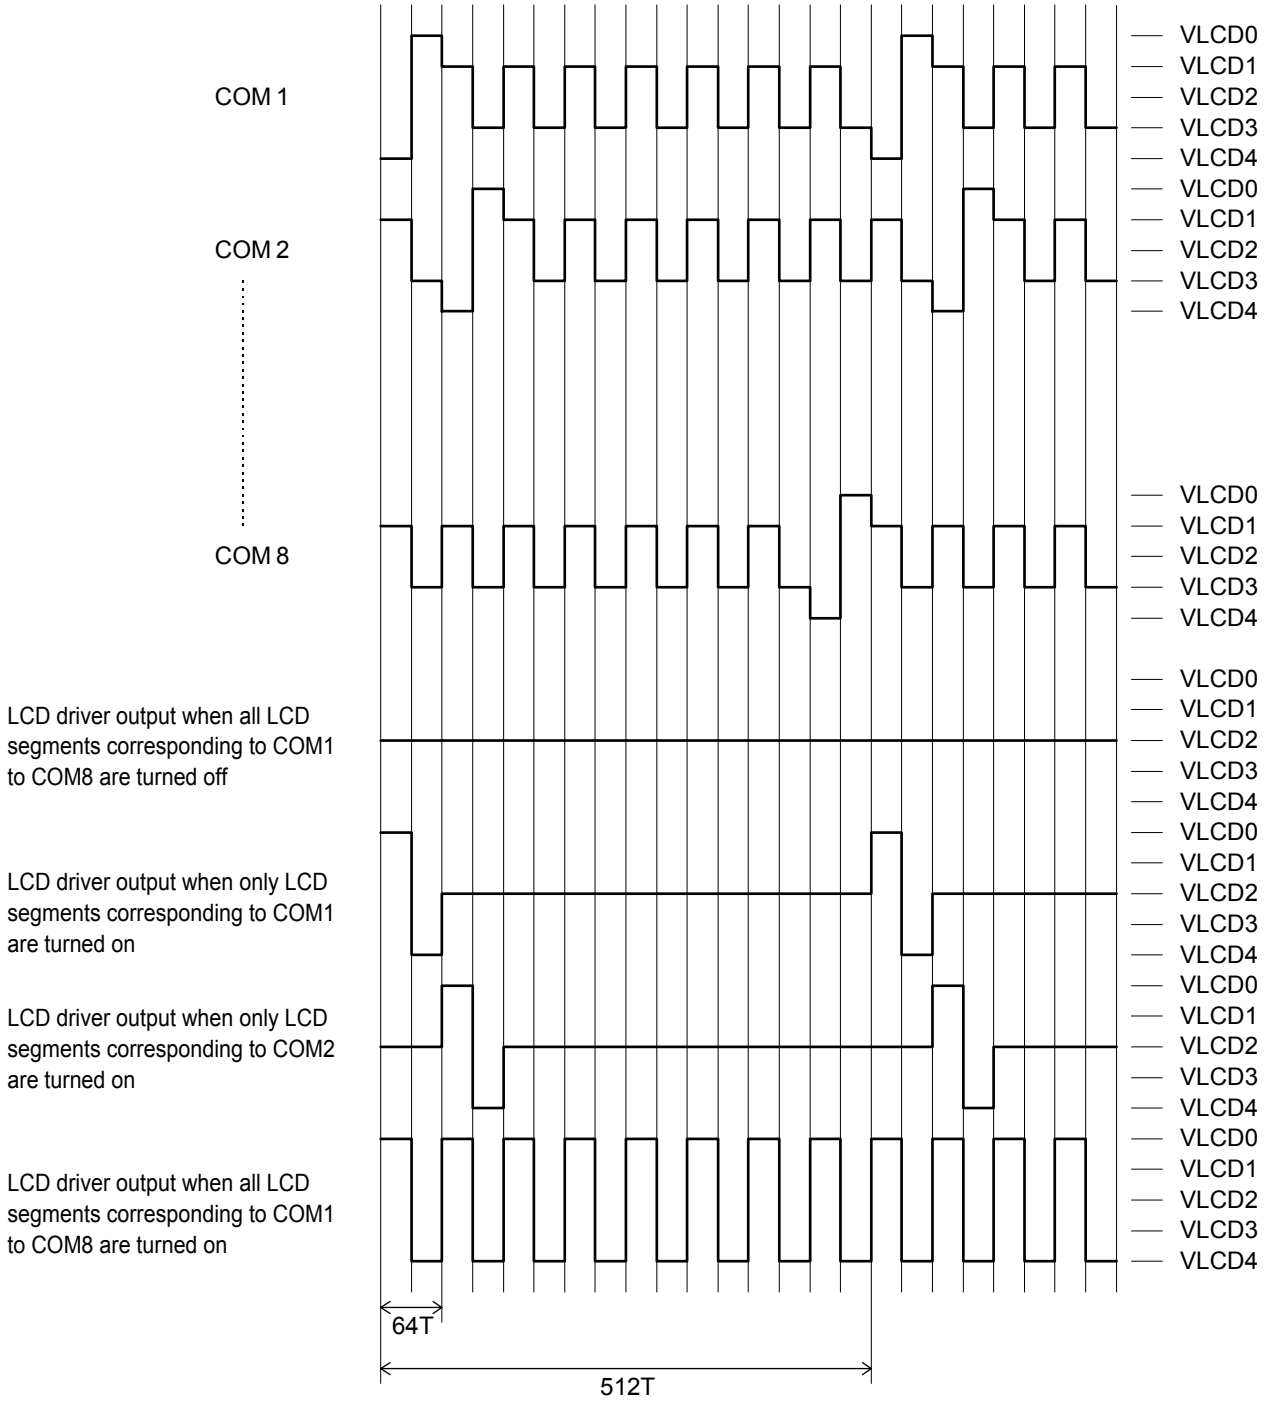 VLCD0
VLCD1
COM 1
VLCD2
VLCD3
VLCD4
VLCD0
VLCD1
COM 2
VLCD2
VLCD3
VLCD4
VLCD0
VLCD1
COM 8
VLCD2
VLCD3
VLCD4
LCD driver output when all LCD
segments corresponding to COM1
to COM8 are turned off
VLCD0
VLCD1
VLCD2
VLCD3
VLCD4
LCD driver output when only LCD
segments corresponding to COM1
are turned on
VLCD0
VLCD1
VLCD2
VLCD3
VLCD4
LCD driver output when only LCD
segments corresponding to COM2
are turned on
VLCD0
VLCD1
VLCD2
VLCD3
VLCD4
LCD driver output when all LCD
segments corresponding to COM1
to COM8 are turned on
VLCD0
VLCD1
VLCD2
VLCD3
VLCD4
64T
512T